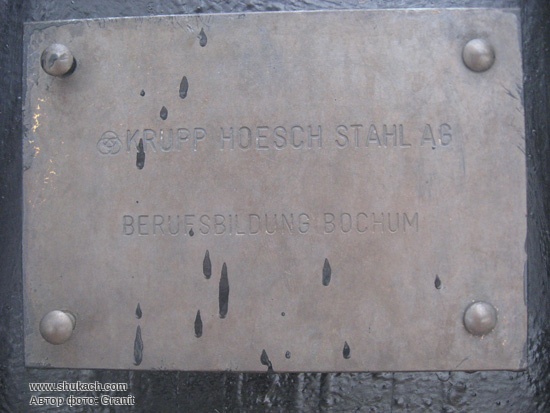 KRUPP HOESCH STAHL AG
BERUFSBILDUNG BOCHUM
www.shukach.com
Автор фото: Granit